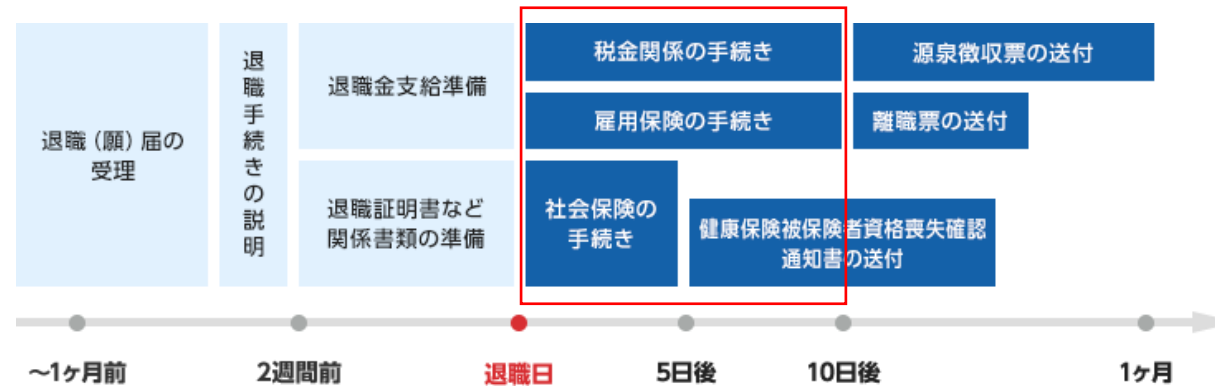 退職（願）届の
受理
退職手続きの説明
退職金支給準備
退職証明書など
関係書類の準備
税金関係の手続き
雇用保険の手続き
社会保険の
手続き
健康保険被保険者資格喪失確認
通知書の送付
源泉徴収票の送付
離職票の送付
～1ヶ月前
2週間前
退職日
5日後
10日後
1ヶ月